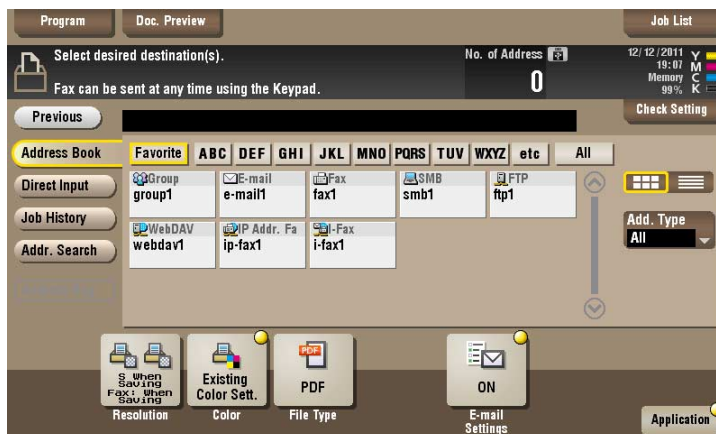 Program
Doc. Preview
Job List
Select desired destination(s).
Fax can be sent at any time using the Keypad.
No. of Address
0
12/12/2011
19:07
Memory
99%
Y
M
C
K
Previous
Check Setting
Address Book
Favorite ABC DEF GHI JKL MNO PQRS TUV WXYZ etc All
Direct Input
Job History
Addr. Search
Group
group1
E-mail
e-mail1
Fax
fax1
SMB
smb1
FTP
ftp1
WebDAV
webdav1
IP Addr. Fa
ip-fax1
I-Fax
i-fax1
Add. Type
All
S When
Saving
Fax: When
Saving
Resolution
Existing
Color Sett.
Color
PDF
PDF
File Type
ON
E-mail
Settings
Application